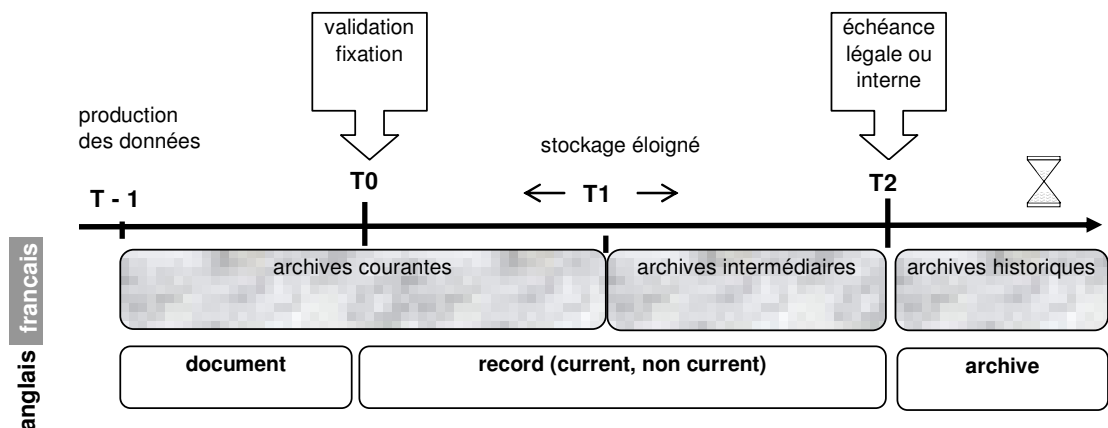 validation
fixation
échéance
légale ou
interne
production
des données
stockage éloigné
T0
T1
T2
T - 1
francais
archives courantes
archives intermédiaires
archives historiques
anglais
document
record (current, non current)
archive